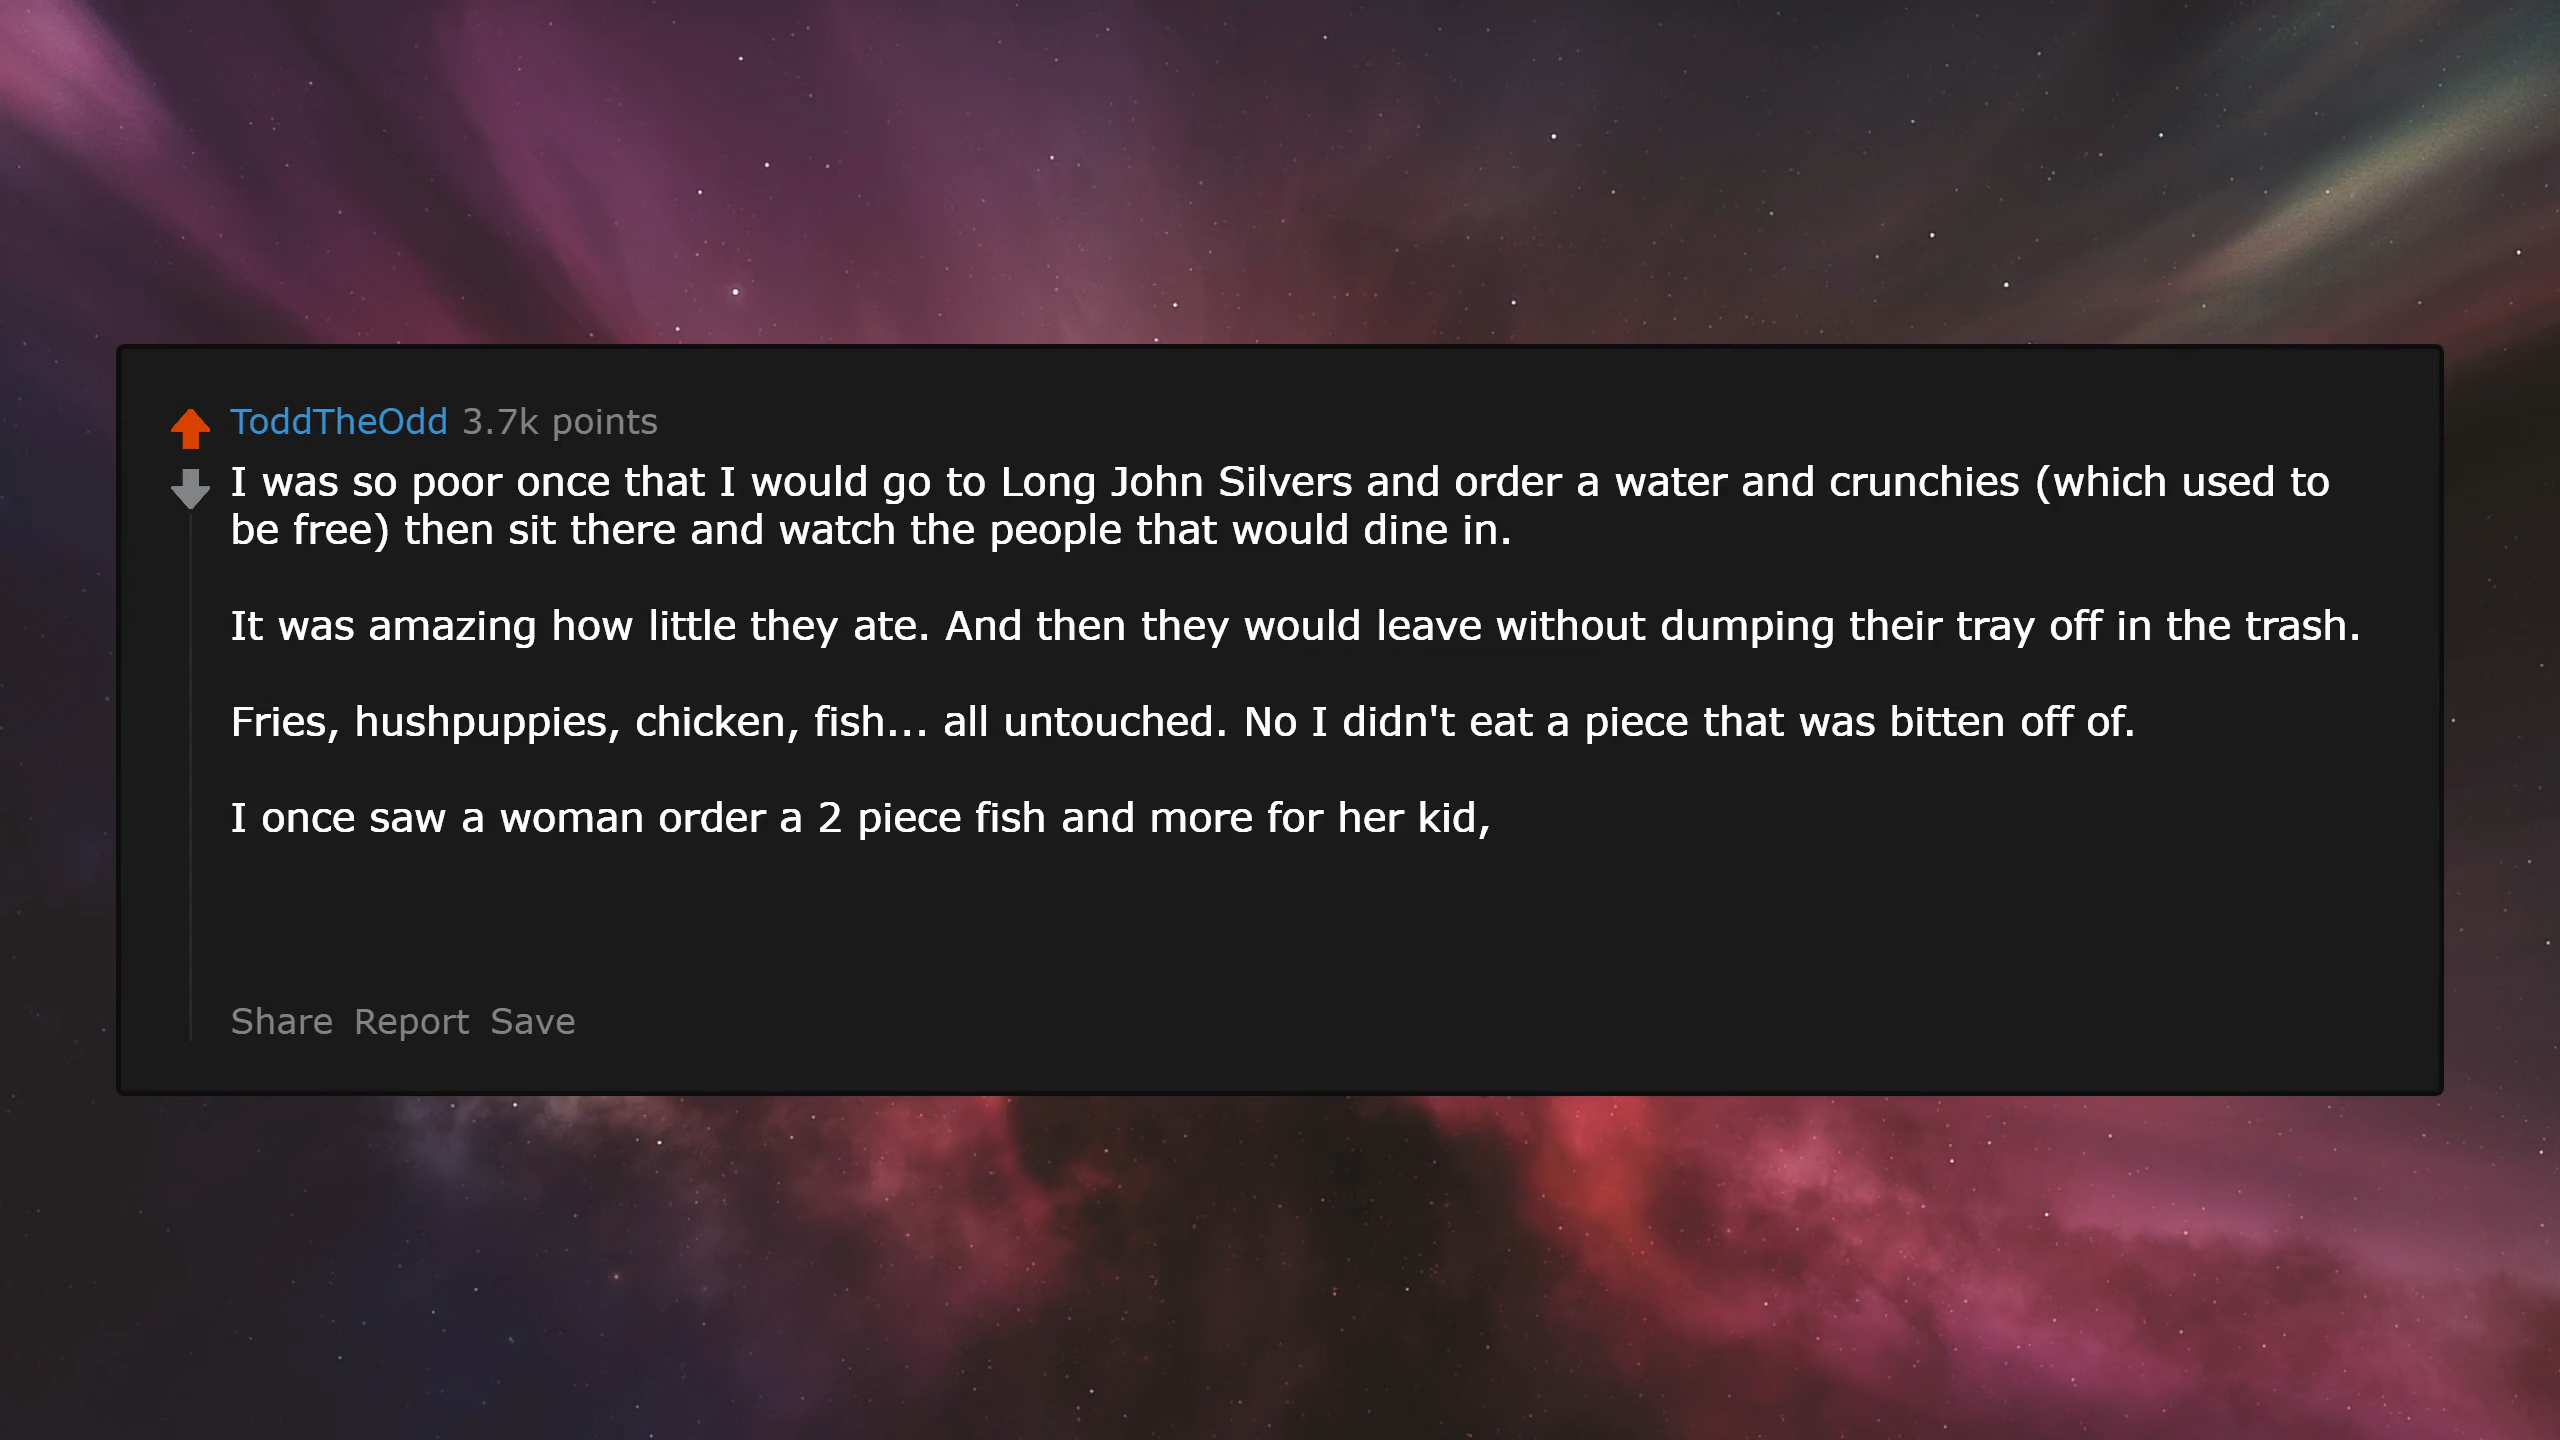 ToddTheOdd 3.7k points
I was so poor once that I would go to Long John Silvers and order a water and crunchies (which used to
be free) then sit there and watch the people that would dine in.
It was amazing how little they ate. And then they would leave without dumping their tray off in the trash.
Fries, hushpuppies, chicken, fish... all untouched. No I didn't eat a piece that was bitten off of.
I once saw a woman order a 2 piece fish and more for her kid,
Share Report Save